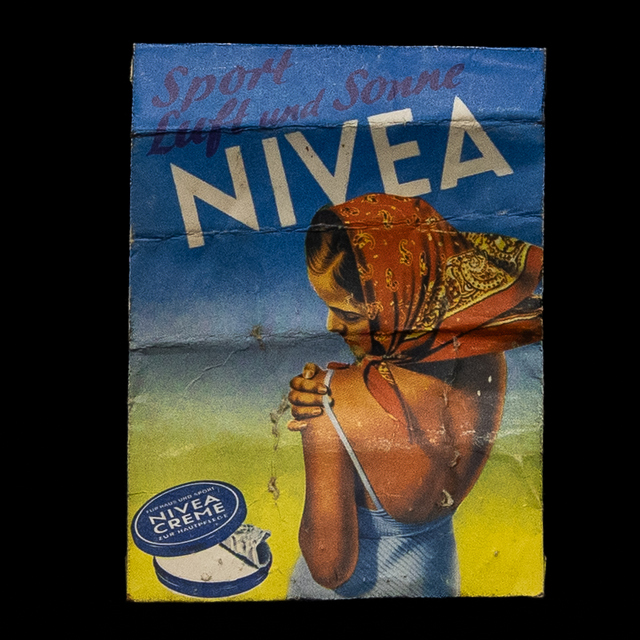 Sport
Luft und Sonne
NIVEA
FÜR HAUS UND SPORT
NIVEA
CREME
ZUR HAUTPFLEGE